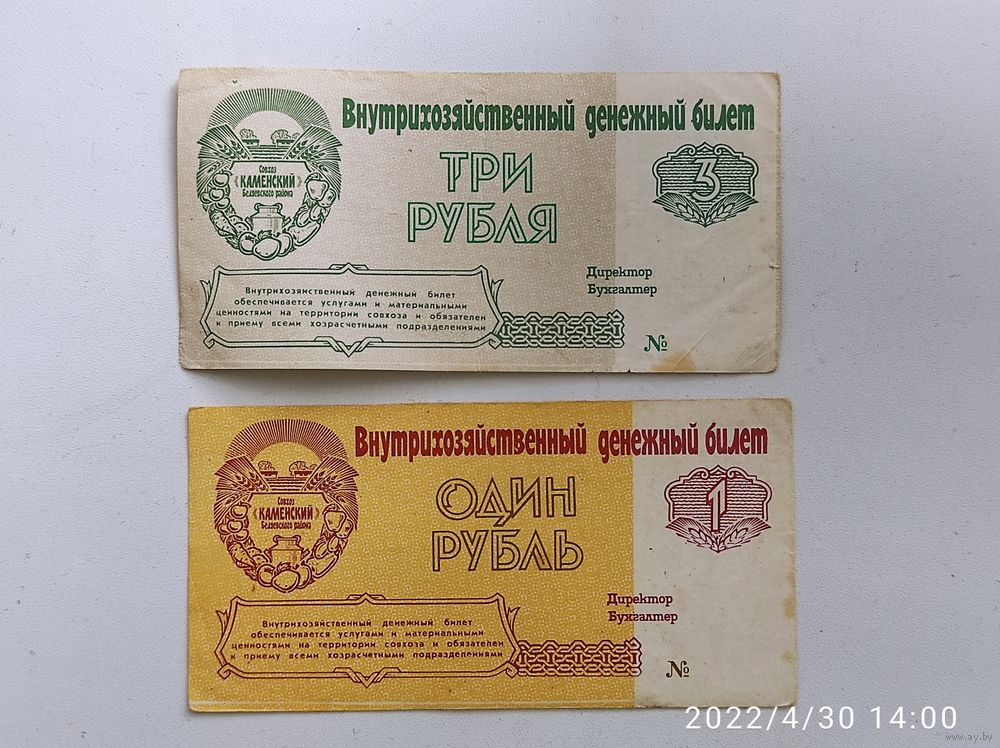 Внутрихозяйственный денежный билет
Совхоз
«КАМЕНСКИЙ»
Беляевского района
ТРИ
РУБЛЯ
3
Директор
Бухгалтер
Внутрихозяйственный денежный билет
обеспечивается услугами и материальными
ценностями на территории совхоза и обязателен
к приему всеми хозрасчетными подразделениями
№
Внутрихозяйственный денежный билет
Совхоз
«КАМЕНСКИЙ»
Беляевского района
ОДИН
РУБЛЬ
1
Директор
Бухгалтер
Внутрихозяйственный денежный билет
обеспечивается услугами и материальными
ценностями на территории совхоза и обязателен
к приему всеми хозрасчетными подразделениями
№
2022/4/30 14:00
www.ay.by